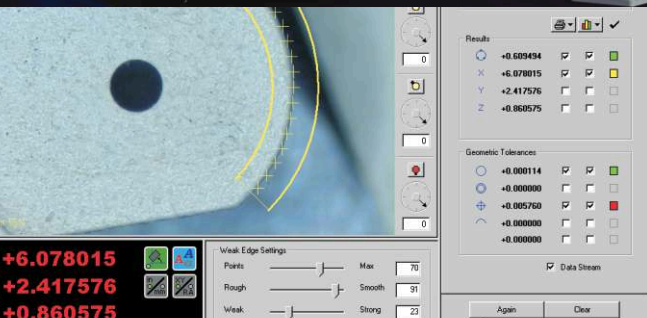 0
Results
+0.609494
X +6.078015
Y +2.417576
Z +0.860575
0
Geometric Tolerances
+0.000114
+0.000000
+0.005760
+0.000000
+0.000000
0
Data Stream
Again Clear
+6.078015
+2.417576
+0.860575
Weak Edge Settings
Points Max 70
Rough Smooth 91
Weak Strong 23